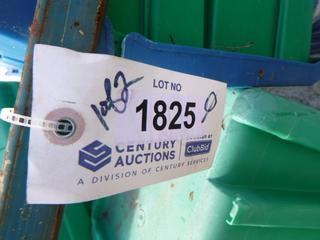 LOT NO
1825
CENTURY
AUCTIONS
ClubBid
A DIVISION OF CENTURY SERVICES